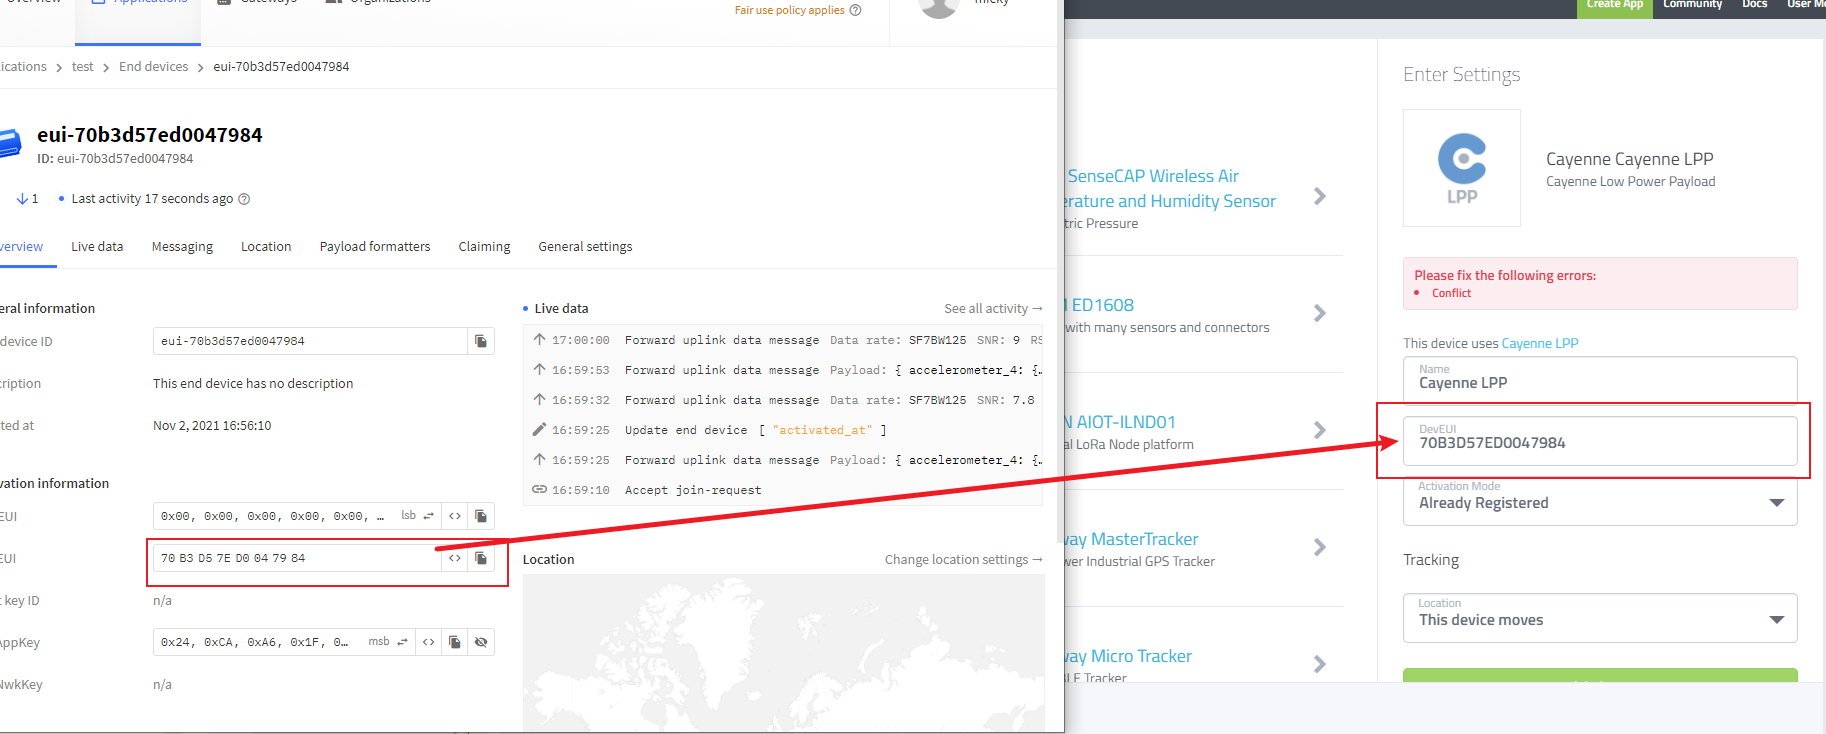 Applications
Organizations
Fair use policy applies
Create App Community Docs User
ications > test > End devices > eui-70b3d57ed0047984
eui-70b3d57ed0047984
ID: eui-70b3d57ed0047984
1 • Last activity 17 seconds ago
verview Live data Messaging Location Payload formatters Claiming General settings
eral information
device ID eui-70b3d57ed0047984
cription This end device has no description
ted at Nov 2, 2021 16:56:10
vation information
EUI 0x00, 0x00, 0x00, 0x00, 0x00, … lsb
EUI 70 B3 D5 7E D0 04 79 84
key ID n/a
AppKey 0x24, 0xCA, 0xA6, 0x1F, 0… msb
NwkKey n/a
Live data See all activity →
17:00:00 Forward uplink data message Data rate: SF7BW125 SNR: 9 RS
16:59:53 Forward uplink data message Payload: { accelerometer_4: {…
16:59:32 Forward uplink data message Data rate: SF7BW125 SNR: 7.8
16:59:25 Update end device [ "activated_at" ]
16:59:25 Forward uplink data message Payload: { accelerometer_4: {…
16:59:10 Accept join-request
Location Change location settings →
SenseCAP Wireless Air
erature and Humidity Sensor
tric Pressure
ED1608
with many sensors and connectors
N AIOT-ILND01
al LoRa Node platform
way MasterTracker
wer Industrial GPS Tracker
way Micro Tracker
BLE Tracker
Enter Settings
LPP
Cayenne Cayenne LPP
Cayenne Low Power Payload
Please fix the following errors:
• Conflict
This device uses Cayenne LPP
Name
Cayenne LPP
DevEUI
70B3D57ED0047984
Activation Mode
Already Registered
Tracking
Location
This device moves